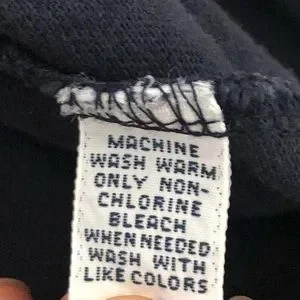 MACHINE
WASH WARM
ONLY NON-
CHLORINE
BLEACH
WHEN NEEDED
WASH WITH
LIKE COLORS